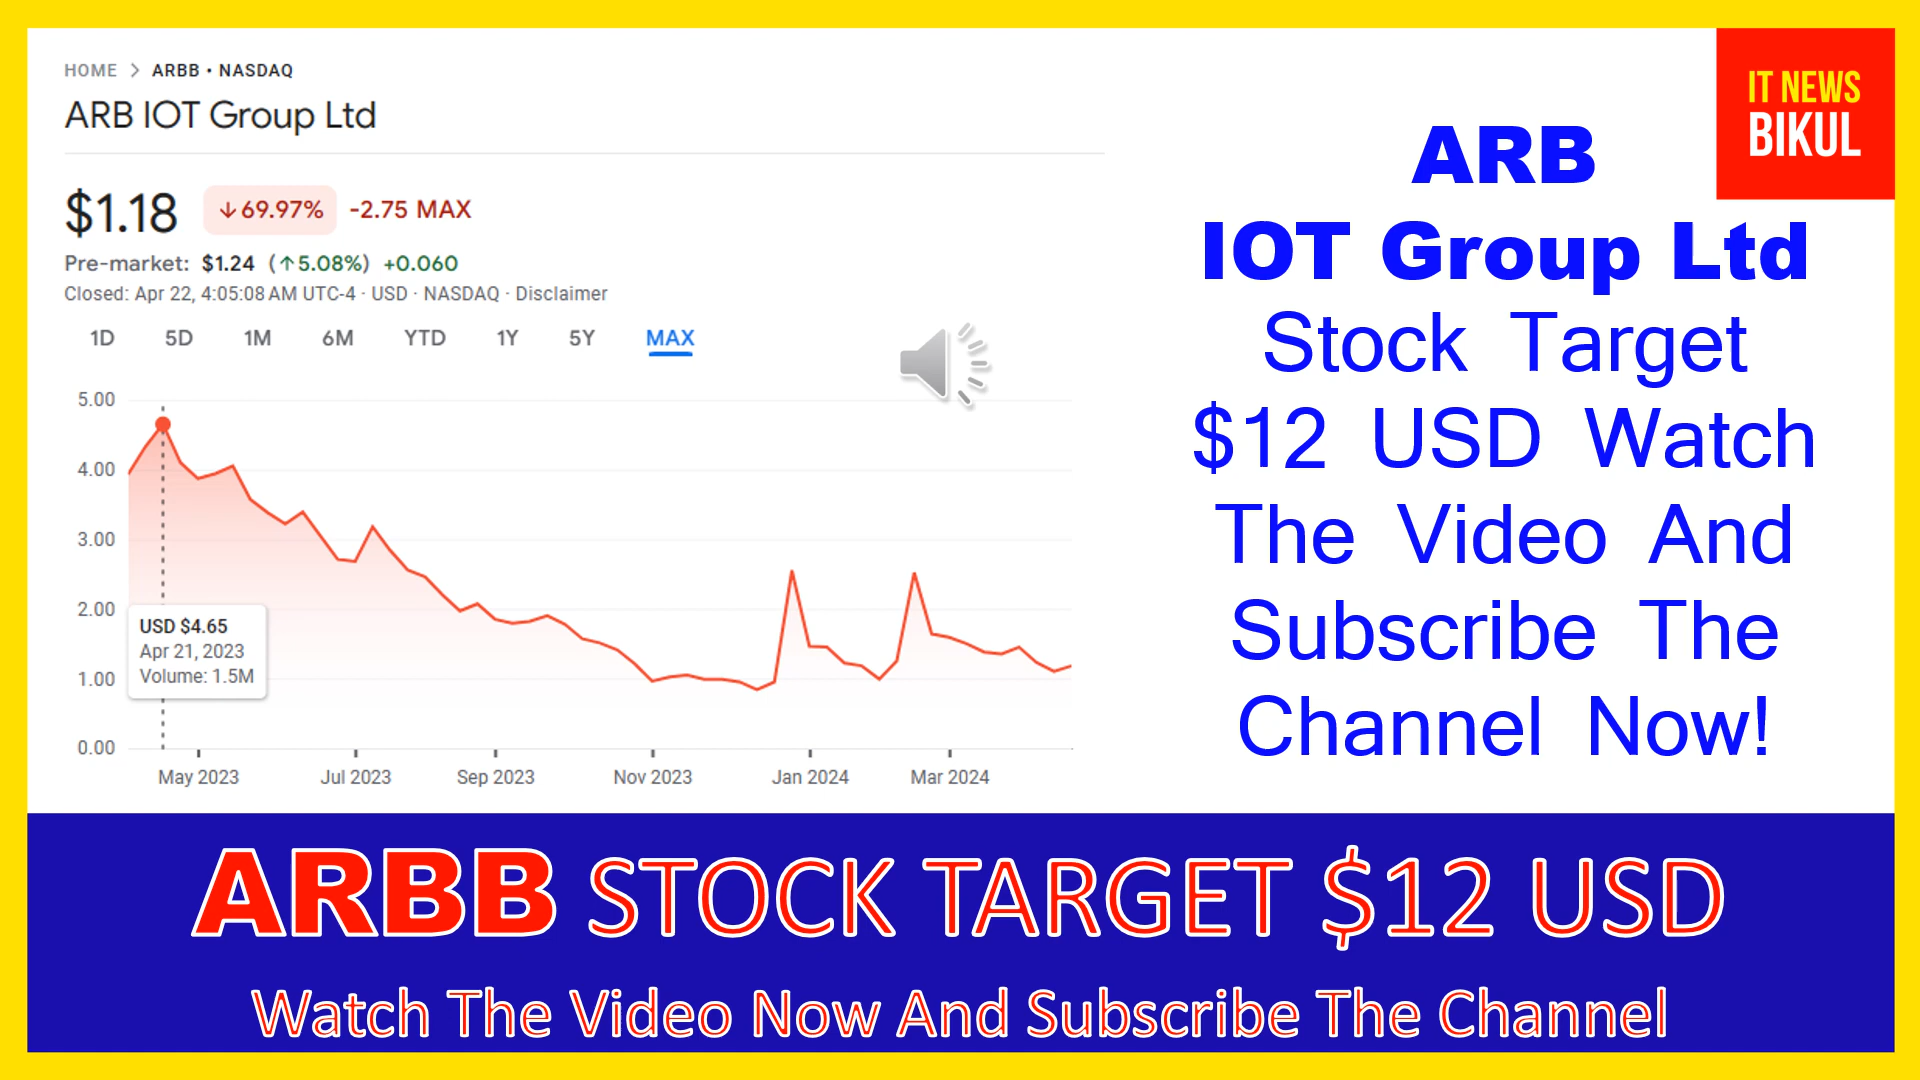 HOME > ARBB • NASDAQ
ARB IOT Group Ltd
$1.18 ↓69.97% -2.75 MAX
Pre-market: $1.24 (↑5.08%) +0.060
Closed: Apr 22, 4:05:08 AM UTC-4 · USD · NASDAQ · Disclaimer
1D 5D 1M 6M YTD 1Y 5Y MAX
5.00
4.00
3.00
2.00
1.00
0.00
USD $4.65
Apr 21, 2023
Volume: 1.5M
May 2023 Jul 2023 Sep 2023 Nov 2023 Jan 2024 Mar 2024
IT NEWS
BIKUL
ARB
IOT Group Ltd
Stock Target
$12 USD Watch
The Video And
Subscribe The
Channel Now!
ARBB STOCK TARGET $12 USD
Watch The Video Now And Subscribe The Channel